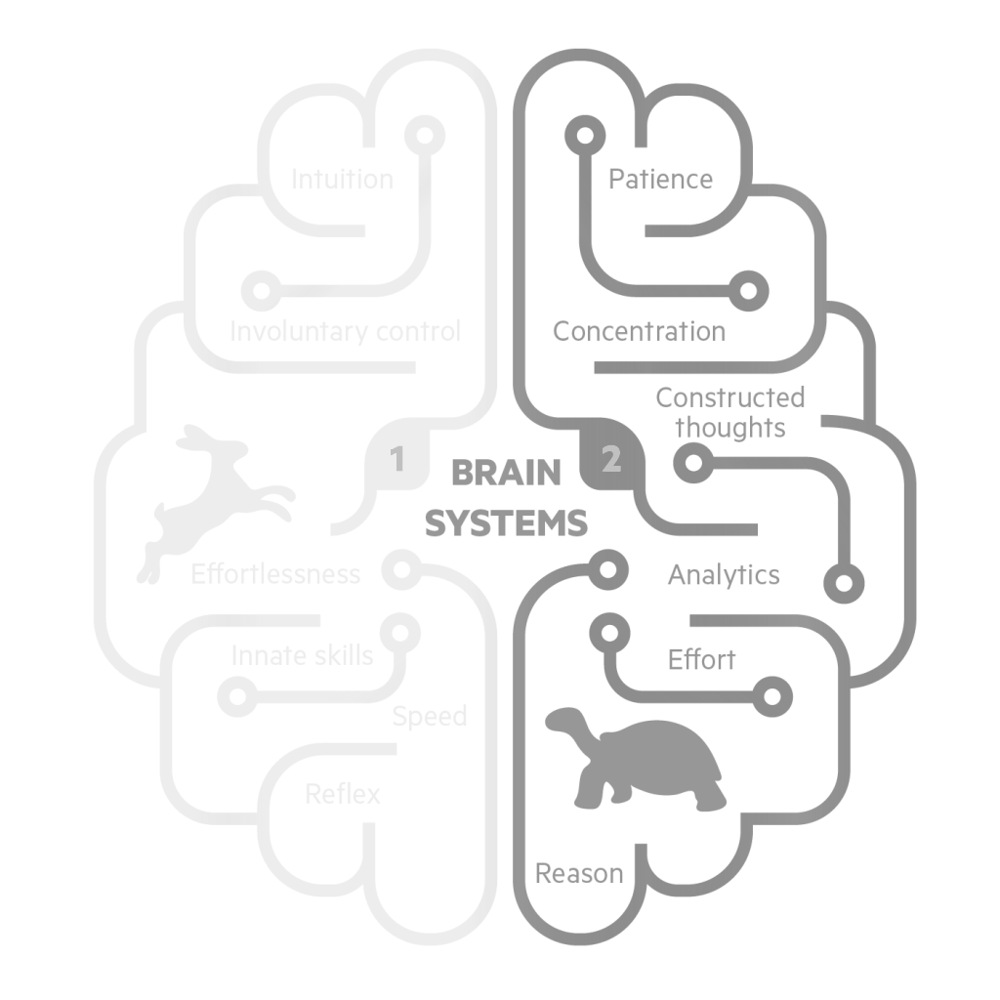 Intuition
Involuntary control
1
Effortlessness
Innate skills
Speed
Reflex
BRAIN
SYSTEMS
2
Patience
Concentration
Constructed
thoughts
Analytics
Effort
Reason